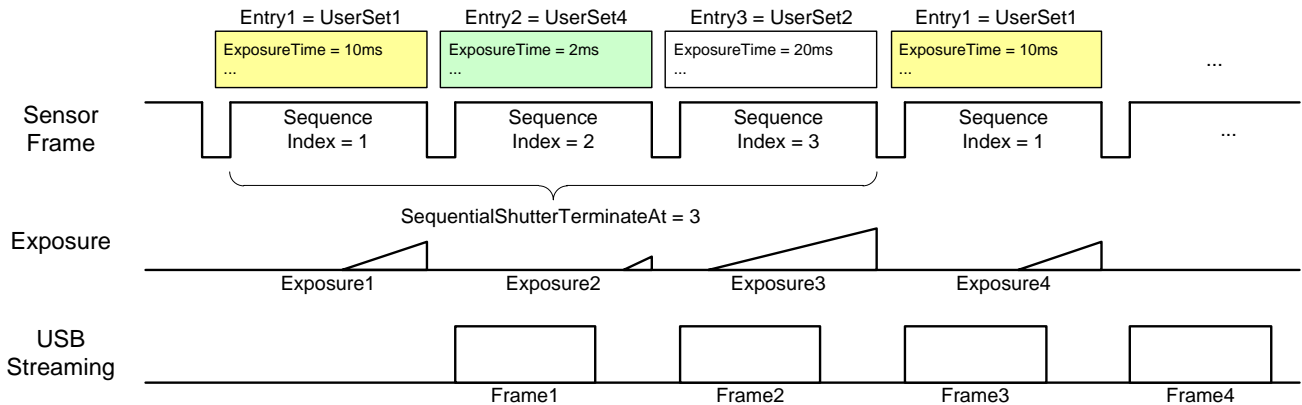 Entry1 = UserSet1
Entry2 = UserSet4
Entry3 = UserSet2
Entry1 = UserSet1
ExposureTime = 10ms
...
ExposureTime = 2ms
...
ExposureTime = 20ms
...
ExposureTime = 10ms
...
...
Sensor
Frame
Sequence
Index = 1
Sequence
Index = 2
Sequence
Index = 3
Sequence
Index = 1
...
SequentialShutterTerminateAt = 3
Exposure
Exposure1
Exposure2
Exposure3
Exposure4
USB
Streaming
Frame1
Frame2
Frame3
Frame4